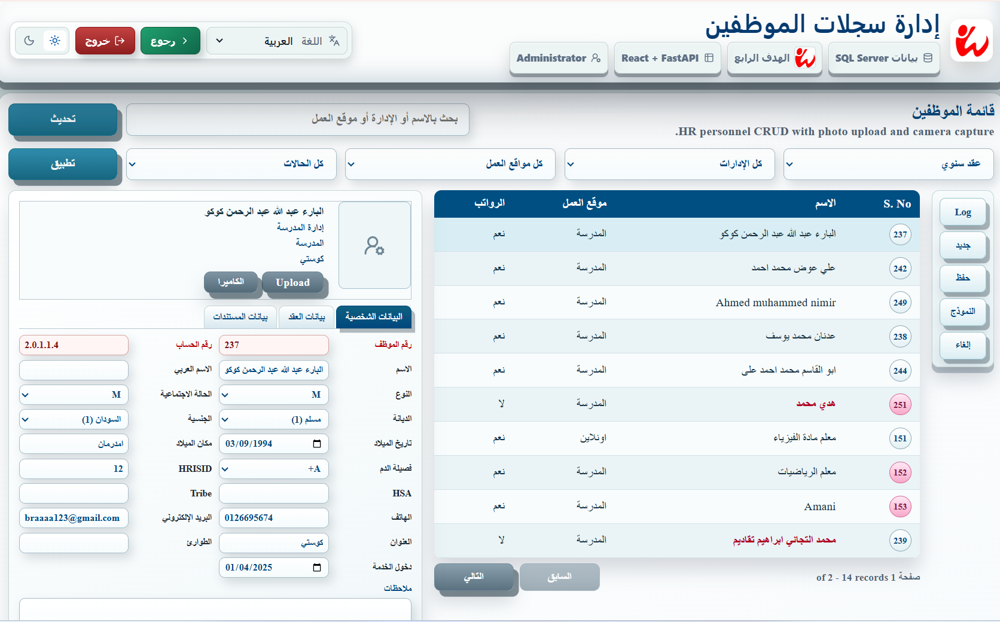 إدارة سجلات الموظفين
بيانات SQL Server
الهدف الرابع
React + FastAPI
Administrator
اللغة
العربية
رجوع
خروج
قائمة الموظفين
HR personnel CRUD with photo upload and camera capture.
بحث بالاسم أو الإدارة أو موقع العمل
تحديث
عقد سنوي
كل الإدارات
كل مواقع العمل
كل الحالات
تطبيق
Log
جديد
حفظ
النموذج
إلغاء
S. No الاسم موقع العمل الرواتب
237 البارء عبد الله عبد الرحمن كوكو المدرسة نعم
242 علي عوض محمد احمد المدرسة نعم
249 Ahmed muhammed nimir المدرسة نعم
238 عدنان محمد يوسف المدرسة نعم
244 ابو القاسم محمد احمد على المدرسة نعم
251 هدي محمد المدرسة لا
151 معلم مادة الفيزياء اونلاين نعم
152 معلم الرياضيات المدرسة نعم
153 Amani المدرسة نعم
239 محمد التجاني ابراهيم تقاديم المدرسة لا
صفحة 1 of 2 - 14 records
السابق
التالي
البارء عبد الله عبد الرحمن كوكو
إدارة المدرسة
المدرسة
كوستي
Upload
الكاميرا
البيانات الشخصية
بيانات العقد
بيانات المستندات
رقم الموظف 237 رقم الحساب 2.0.1.1.4
الاسم البارء عبد الله عبد الرحمن كوكو الاسم العربي
النوع M الحالة الاجتماعية M
الديانة مسلم (1) الجنسية السودان (1)
تاريخ الميلاد 03/09/1994 مكان الميلاد امدرمان
فصيلة الدم A+ HRISID 12
HSA Tribe
الهاتف 0126695674 البريد الإلكتروني braaaa123@gmail.com
العنوان كوستي الطوارئ
دخول الخدمة 01/04/2025
ملاحظات